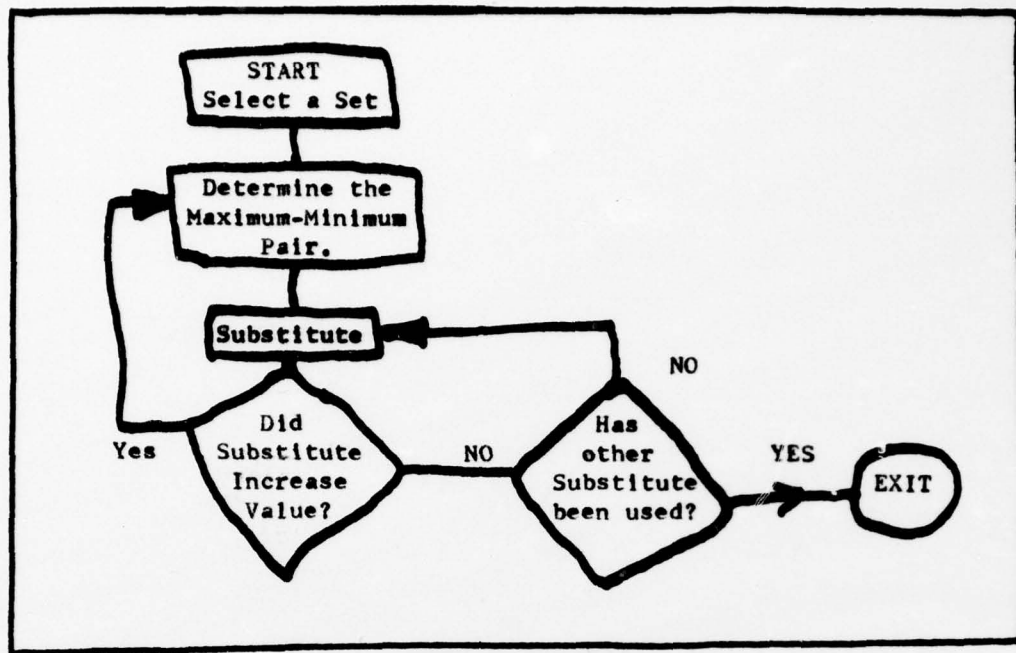 START
Select a Set
Determine the
Maximum-Minimum
Pair.
Substitute
Did
Substitute
Increase
Value?
Yes
NO
Has
other
Substitute
been used?
NO
YES
EXIT